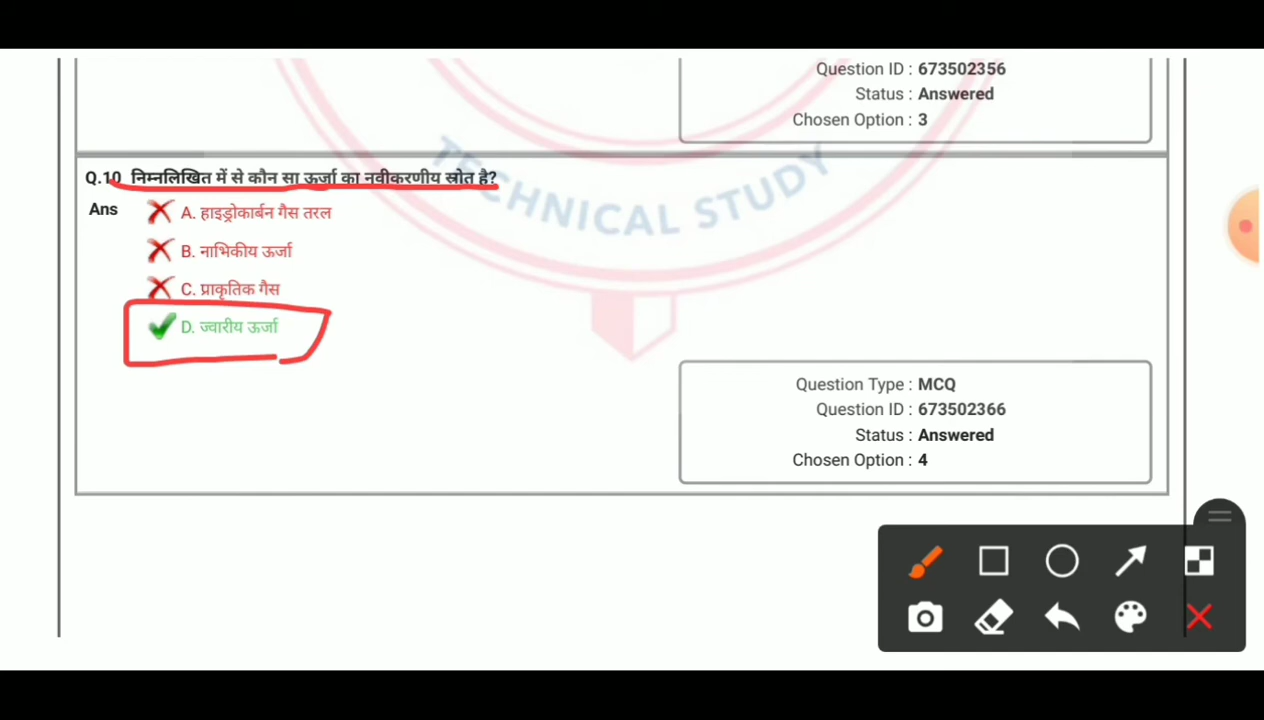 Question ID : 673502356
Status : Answered
Chosen Option : 3
TECHNICAL STUDY
Q.10 निम्नलिखित में से कौन सा ऊर्जा का नवीकरणीय स्रोत है?
Ans A. हाइड्रोकार्बन गैस तरल
B. नाभिकीय ऊर्जा
C. प्राकृतिक गैस
D. ज्वारीय ऊर्जा
Question Type : MCQ
Question ID : 673502366
Status : Answered
Chosen Option : 4